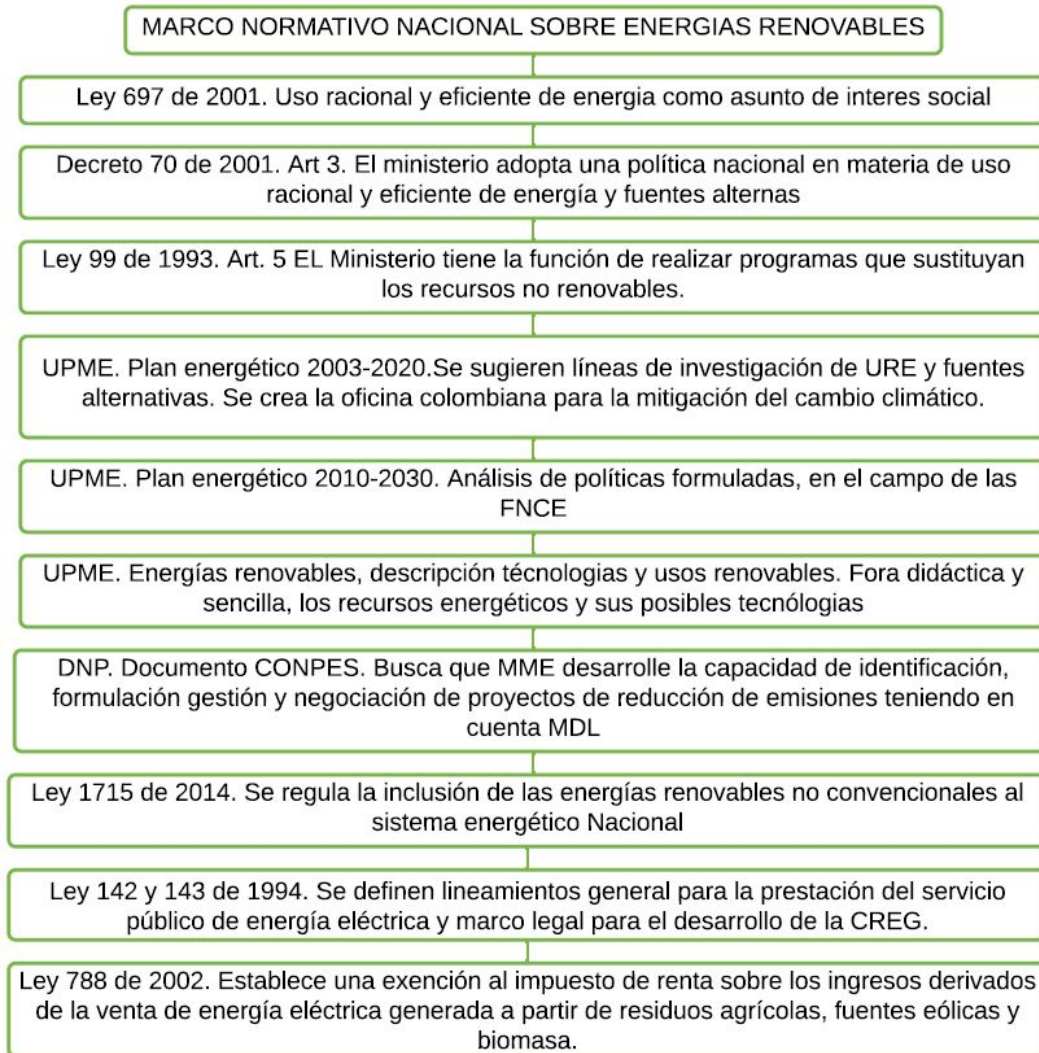 MARCO NORMATIVO NACIONAL SOBRE ENERGIAS RENOVABLES
Ley 697 de 2001. Uso racional y eficiente de energia como asunto de interes social
Decreto 70 de 2001. Art 3. El ministerio adopta una política nacional en materia de uso
racional y eficiente de energía y fuentes alternas
Ley 99 de 1993. Art. 5 EL Ministerio tiene la función de realizar programas que sustituyan
los recursos no renovables.
UPME. Plan energético 2003-2020.Se sugieren líneas de investigación de URE y fuentes
alternativas. Se crea la oficina colombiana para la mitigación del cambio climático.
UPME. Plan energético 2010-2030. Análisis de políticas formuladas, en el campo de las
FNCE
UPME. Energías renovables, descripción técnologias y usos renovables. Fora didáctica y
sencilla, los recursos energéticos y sus posibles tecnólogias
DNP. Documento CONPES. Busca que MME desarrolle la capacidad de identificación,
formulación gestión y negociación de proyectos de reducción de emisiones teniendo en
cuenta MDL
Ley 1715 de 2014. Se regula la inclusión de las energías renovables no convencionales al
sistema energético Nacional
Ley 142 y 143 de 1994. Se definen lineamientos general para la prestación del servicio
público de energía eléctrica y marco legal para el desarrollo de la CREG.
Ley 788 de 2002. Establece una exención al impuesto de renta sobre los ingresos derivados
de la venta de energía eléctrica generada a partir de residuos agrícolas, fuentes eólicas y
biomasa.